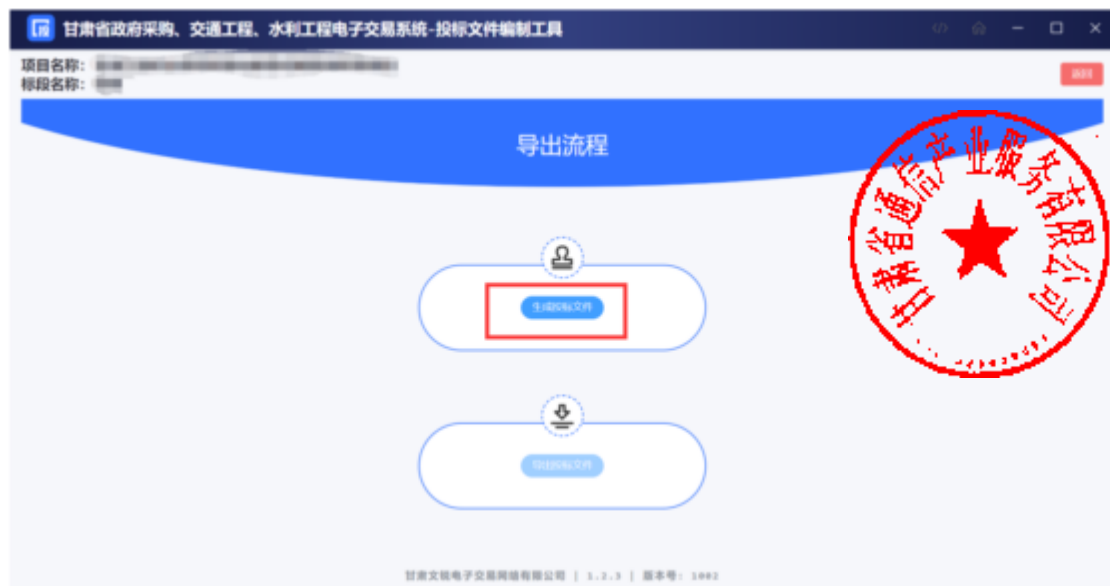 甘肃省政府采购、交通工程、水利工程电子交易系统-投标文件编制工具
项目名称：
标段名称：
返回
导出流程
甘肃省通信产业服务有限公司
生成投标文件
导出投标文件
甘肃文锐电子交易网络有限公司 | 1.2.3 | 版本号: 1002